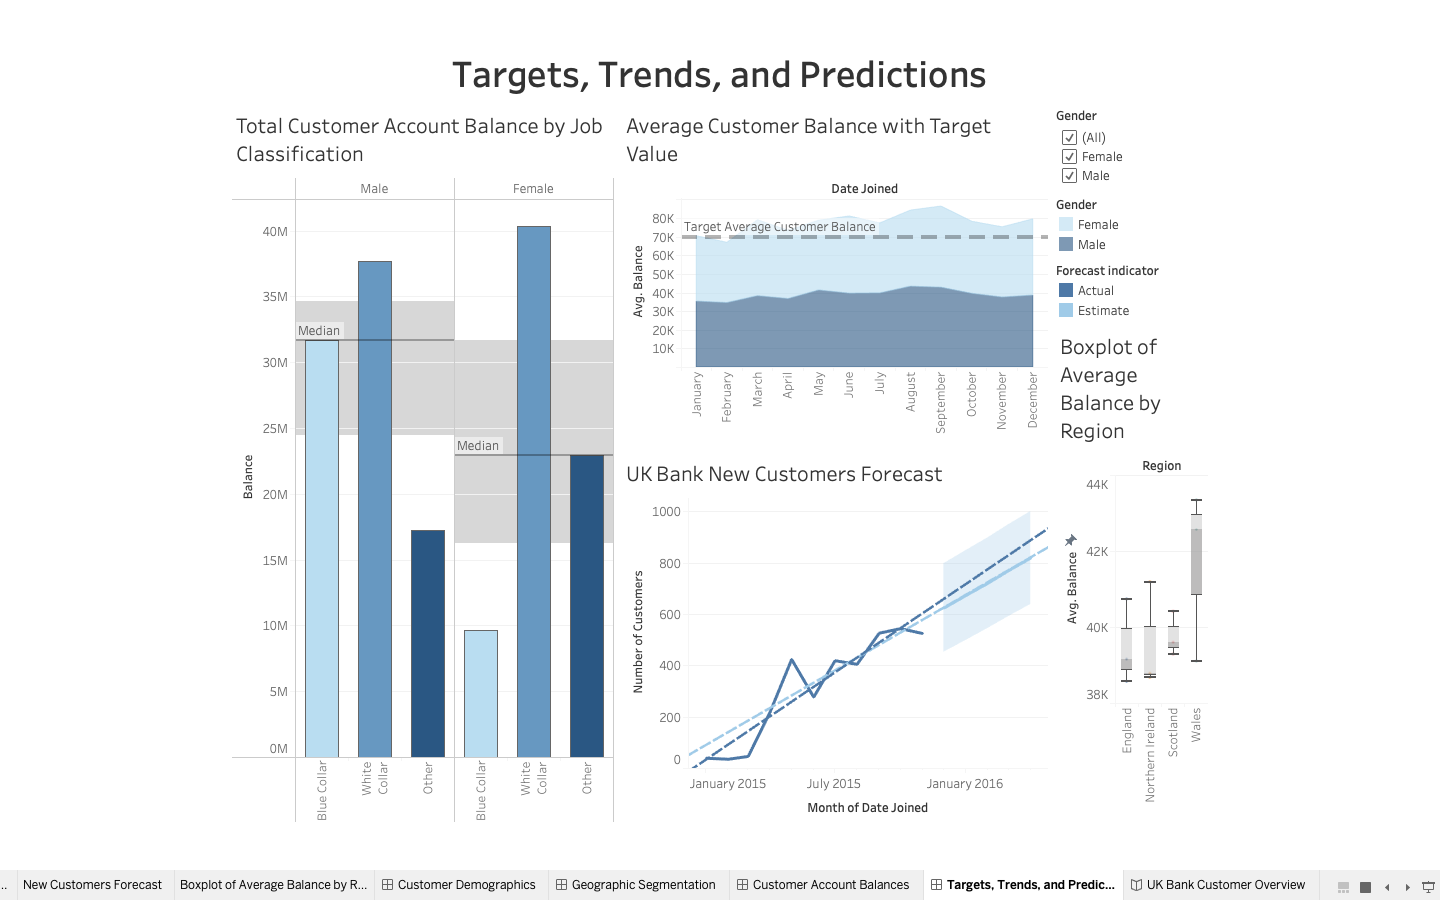 Targets, Trends, and Predictions
Total Customer Account Balance by Job
Classification
Male
Female
Balance
40M
35M
30M
25M
20M
15M
10M
5M
0M
Median
Median
Blue Collar
White
Collar
Other
Blue Collar
White
Collar
Other
Average Customer Balance with Target
Value
Date Joined
Avg. Balance
80K
70K
60K
50K
40K
30K
20K
10K
Target Average Customer Balance
January
February
March
April
May
June
July
August
September
October
November
December
UK Bank New Customers Forecast
Number of Customers
1000
800
600
400
200
0
January 2015
July 2015
January 2016
Month of Date Joined
Gender
(All)
Female
Male
Gender
Female
Male
Forecast indicator
Actual
Estimate
Boxplot of
Average
Balance by
Region
Region
Avg. Balance
44K
42K
40K
38K
England
Northern Ireland
Scotland
Wales
... New Customers Forecast Boxplot of Average Balance by R... Customer Demographics Geographic Segmentation Customer Account Balances Targets, Trends, and Predic... UK Bank Customer Overview